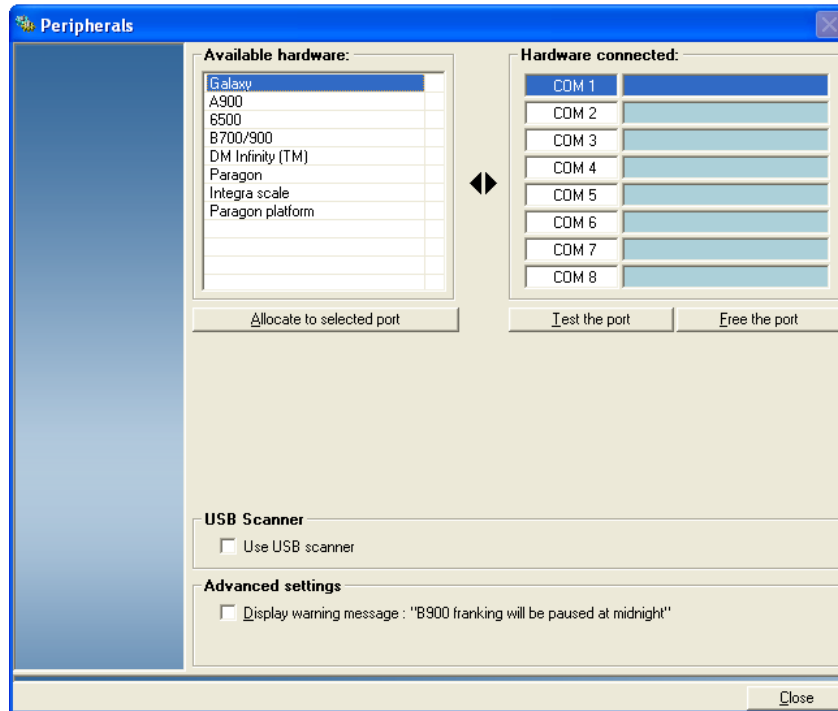 Peripherals
Available hardware:
Galaxy
A900
6500
B700/900
DM Infinity (TM)
Paragon
Integra scale
Paragon platform
Allocate to selected port
Hardware connected:
COM 1
COM 2
COM 3
COM 4
COM 5
COM 6
COM 7
COM 8
Test the port
Free the port
USB Scanner
Use USB scanner
Advanced settings
Display warning message : "B900 franking will be paused at midnight"
Close